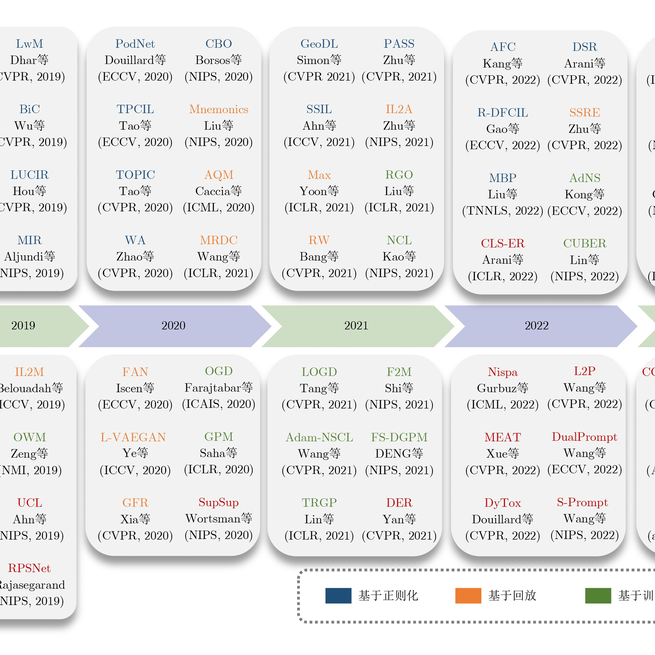 LwM
Dhar等
CVPR, 2019)
BiC
Wu等
CVPR, 2019)
LUCIR
Hou等
CVPR, 2019)
MIR
Aljundi等
NIPS, 2019)
PodNet
Douillard等
(ECCV, 2020)
TPCIL
Tao等
(ECCV, 2020)
TOPIC
Tao等
(CVPR, 2020)
WA
Zhao等
(CVPR, 2020)
CBO
Borsos等
(NIPS, 2020)
Mnemonics
Liu等
(NIPS, 2020)
AQM
Caccia等
(ICML, 2020)
MRDC
Wang等
(ICLR, 2021)
GeoDL
Simon等
(CVPR 2021)
SSIL
Ahn等
(ICCV, 2021)
Max
Yoon等
(ICLR, 2021)
RW
Bang等
(CVPR, 2021)
PASS
Zhu等
(CVPR, 2021)
IL2A
Zhu等
(NIPS, 2021)
RGO
Liu等
(ICLR, 2021)
NCL
Kao等
(NIPS, 2021)
AFC
Kang等
(CVPR, 2022)
R-DFCIL
Gao等
(ECCV, 2022)
MBP
Liu等
(TNNLS, 2022)
CLS-ER
Arani等
(ICLR, 2022)
DSR
Arani等
(CVPR, 2022)
SSRE
Zhu等
(CVPR, 2022)
AdNS
Kong等
(ECCV, 2022)
CUBER
Lin等
(NIPS, 2022)
2019
2020
2021
2022
IL2M
Belouadah等
ICCV, 2019)
OWM
Zeng等
NMI, 2019)
UCL
Ahn等
NIPS, 2019)
RPSNet
Rajasegarand
NIPS, 2019)
FAN
Iscen等
(ECCV, 2020)
L-VAEGAN
Ye等
(ICCV, 2020)
GFR
Xia等
(CVPR, 2020)
OGD
Farajtabar等
(ICAIS, 2020)
GPM
Saha等
(ICLR, 2020)
SupSup
Wortsman等
(NIPS, 2020)
LOGD
Tang等
(CVPR, 2021)
Adam-NSCL
Wang等
(CVPR, 2021)
TRGP
Lin等
(ICLR, 2021)
F2M
Shi等
(NIPS, 2021)
FS-DGPM
DENG等
(NIPS, 2021)
DER
Yan等
(CVPR, 2021)
Nispa
Gurbuz等
(ICML, 2022)
MEAT
Xue等
(CVPR, 2022)
DyTox
Douillard等
(CVPR, 2022)
L2P
Wang等
(CVPR, 2022)
DualPrompt
Wang等
(ECCV, 2022)
S-Prompt
Wang等
(NIPS, 2022)
基于正则化
基于回放
基于训